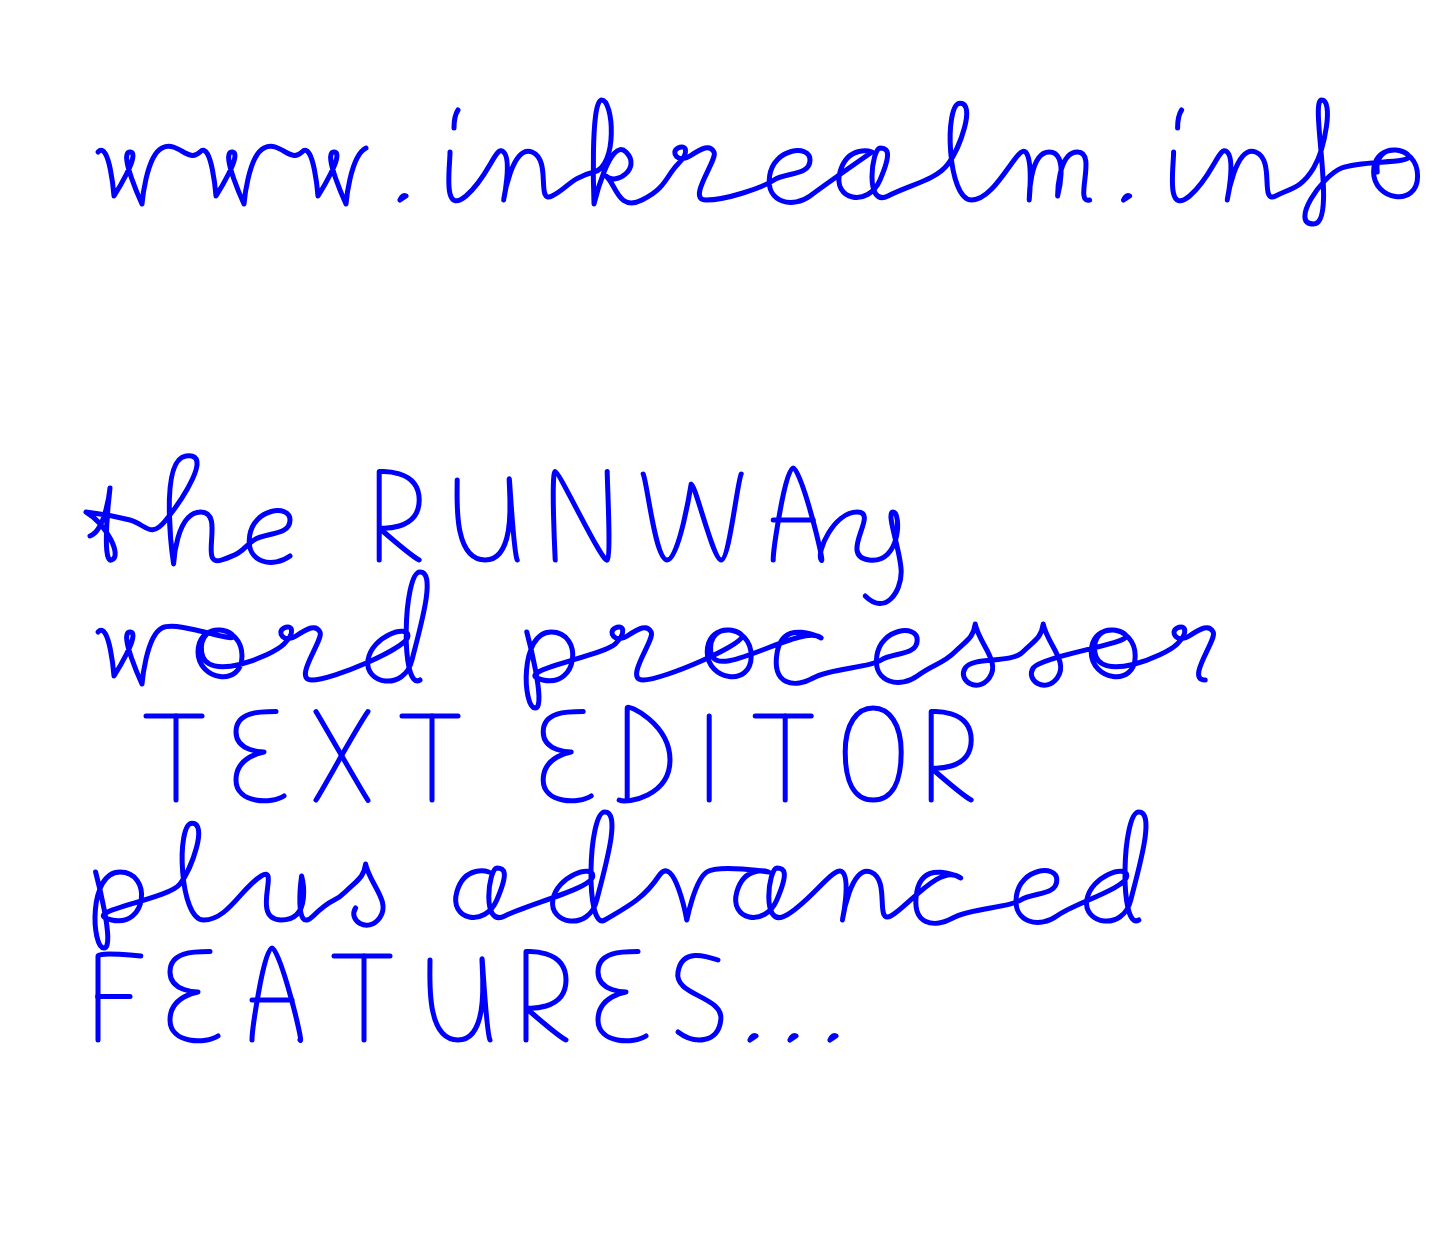 www.inkrealm.info
the RUNWAy
word processor
TEXT EDITOR
plus advanced
FEATURES...